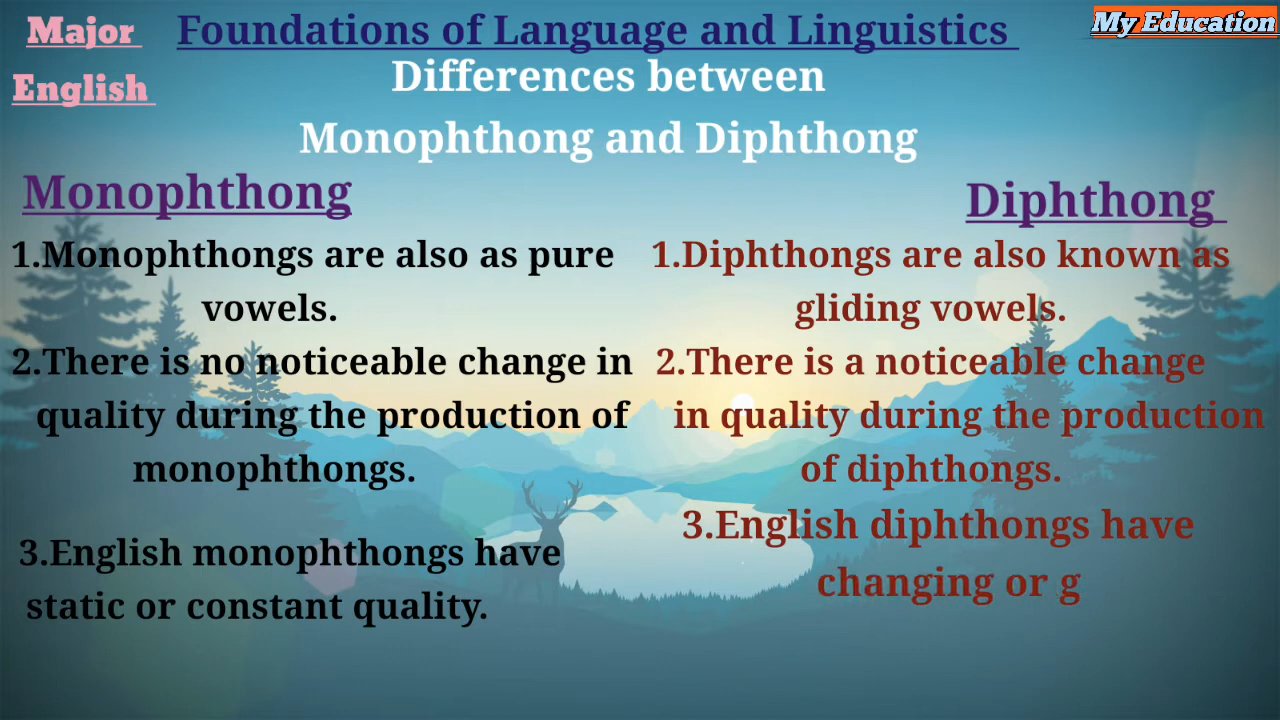 Major
English
Foundations of Language and Linguistics
My Education
Differences between
Monophthong and Diphthong
Monophthong
1.Monophthongs are also as pure
vowels.
2.There is no noticeable change in
quality during the production of
monophthongs.
3.English monophthongs have
static or constant quality.
Diphthong
1.Diphthongs are also known as
gliding vowels.
2.There is a noticeable change
in quality during the production
of diphthongs.
3.English diphthongs have
changing or g